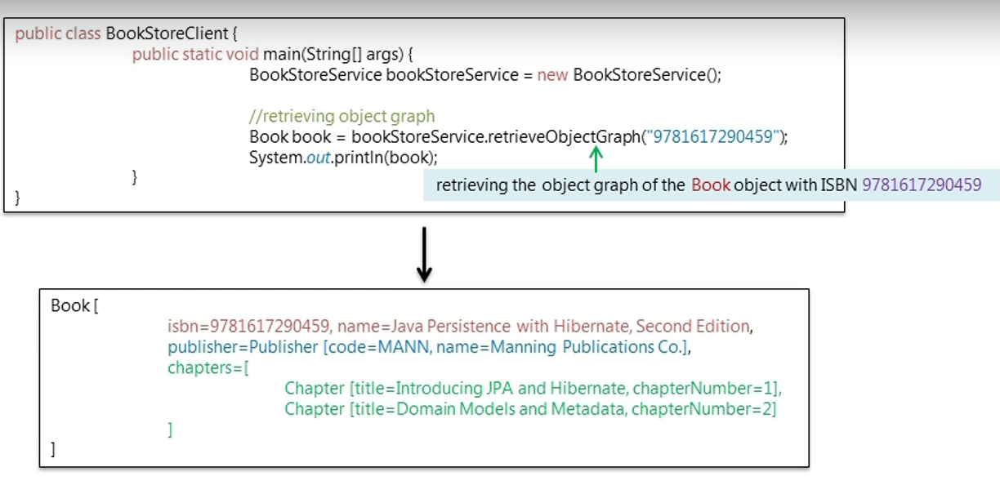 public class BookStoreClient {
public static void main(String[] args) {
BookStoreService bookStoreService = new BookStoreService();
//retrieving object graph
Book book = bookStoreService.retrieveObjectGraph("9781617290459");
System.out.println(book);
}
retrieving the object graph of the Book object with ISBN 9781617290459
}
Book [
isbn=9781617290459, name=Java Persistence with Hibernate, Second Edition,
publisher=Publisher [code=MANN, name=Manning Publications Co.],
chapters=[
Chapter [title=Introducing JPA and Hibernate, chapterNumber=1],
Chapter [title=Domain Models and Metadata, chapterNumber=2]
]
]